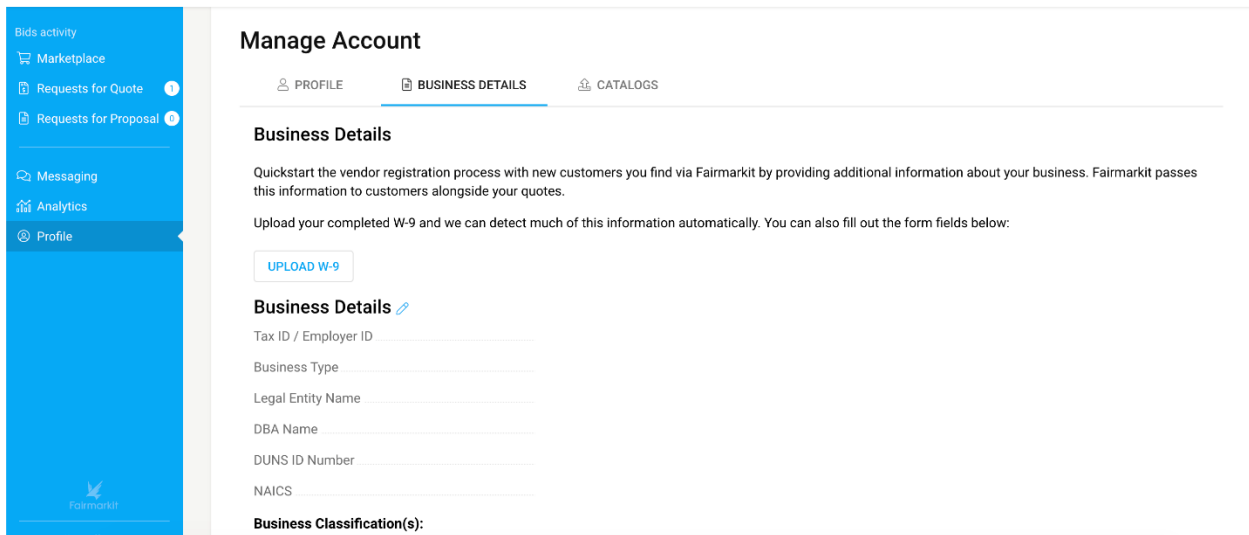 Bids activity
Marketplace
Requests for Quote 1
Requests for Proposal 0
Messaging
Analytics
Profile
Fairmarkit
Manage Account
PROFILE BUSINESS DETAILS CATALOGS
Business Details
Quickstart the vendor registration process with new customers you find via Fairmarkit by providing additional information about your business. Fairmarkit passes
this information to customers alongside your quotes.
Upload your completed W-9 and we can detect much of this information automatically. You can also fill out the form fields below:
UPLOAD W-9
Business Details
Tax ID / Employer ID
Business Type
Legal Entity Name
DBA Name
DUNS ID Number
NAICS
Business Classification(s):